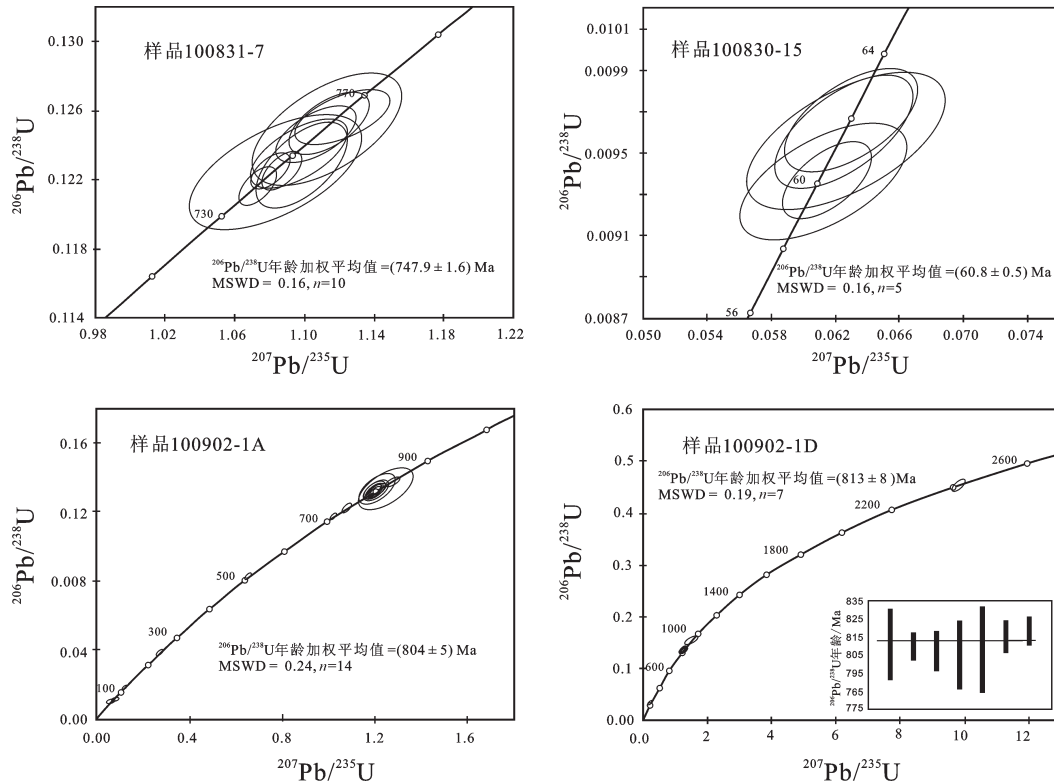 0.130
0.126
0.122
0.118
0.114
²⁰⁶Pb/²³⁸U
样品100831-7
770
730
²⁰⁶Pb/²³⁸U年龄加权平均值=(747.9±1.6) Ma
MSWD = 0.16, n=10
0.98 1.02 1.06 1.10 1.14 1.18 1.22
²⁰⁷Pb/²³⁵U
0.0101
0.0099
0.0095
0.0091
0.0087
²⁰⁶Pb/²³⁸U
样品100830-15
64
60
56
²⁰⁶Pb/²³⁸U年龄加权平均值=(60.8±0.5) Ma
MSWD = 0.16, n=5
0.050 0.054 0.058 0.062 0.066 0.070 0.074
²⁰⁷Pb/²³⁵U
0.16
0.12
0.008
0.04
0.00
²⁰⁶Pb/²³⁸U
样品100902-1A
900
700
500
300
100
²⁰⁶Pb/²³⁸U年龄加权平均值=(804±5) Ma
MSWD = 0.24, n=14
0.00 0.4 0.8 1.2 1.6
²⁰⁷Pb/²³⁵U
0.6
0.5
0.4
0.3
0.2
0.1
0.0
²⁰⁶Pb/²³⁸U
样品100902-1D
²⁰⁶Pb/²³⁸U年龄加权平均值=(813±8)Ma
MSWD = 0.19, n=7
2600
2200
1800
1400
1000
600
835
825
815
805
795
785
765
775
²⁰⁶Pb/²³⁸U年龄/Ma
0 2 4 6 8 10 12
²⁰⁷Pb/²³⁵U